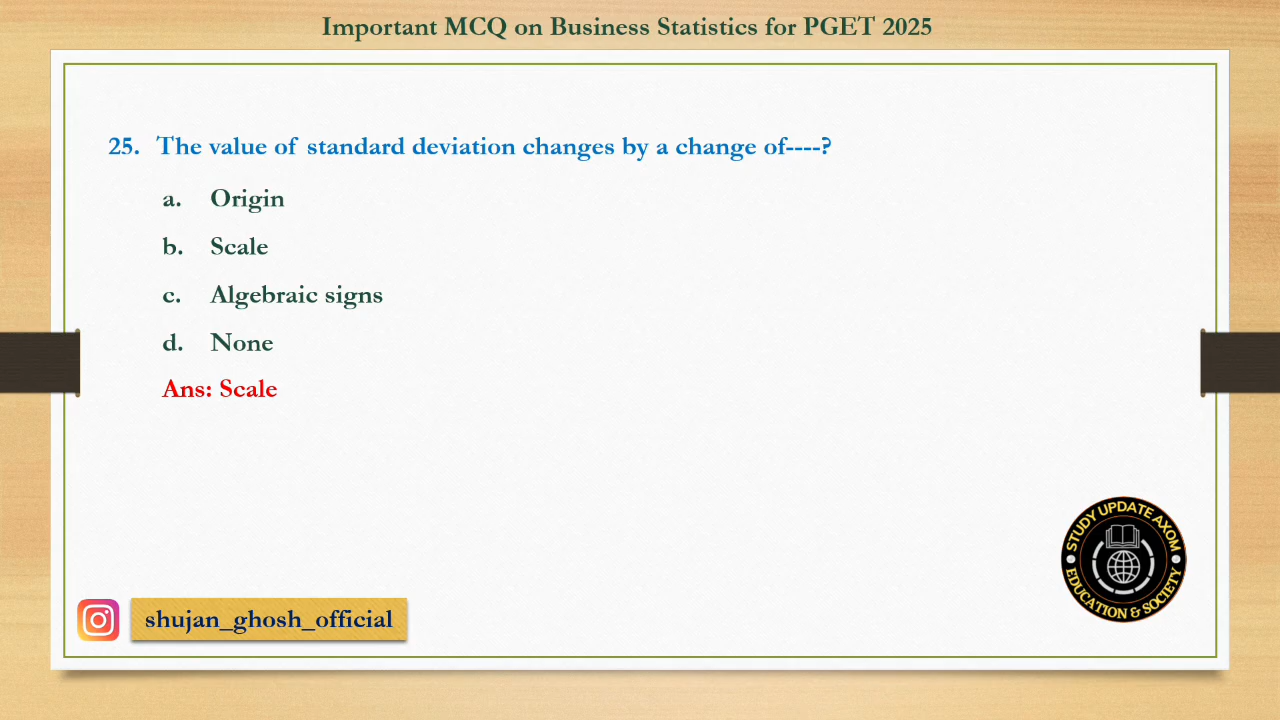 Important MCQ on Business Statistics for PGET 2025
25. The value of standard deviation changes by a change of----?
a. Origin
b. Scale
c. Algebraic signs
d. None
Ans: Scale
STUDY UPDATE AXOM
EDUCATION & SOCIETY
shujan_ghosh_official